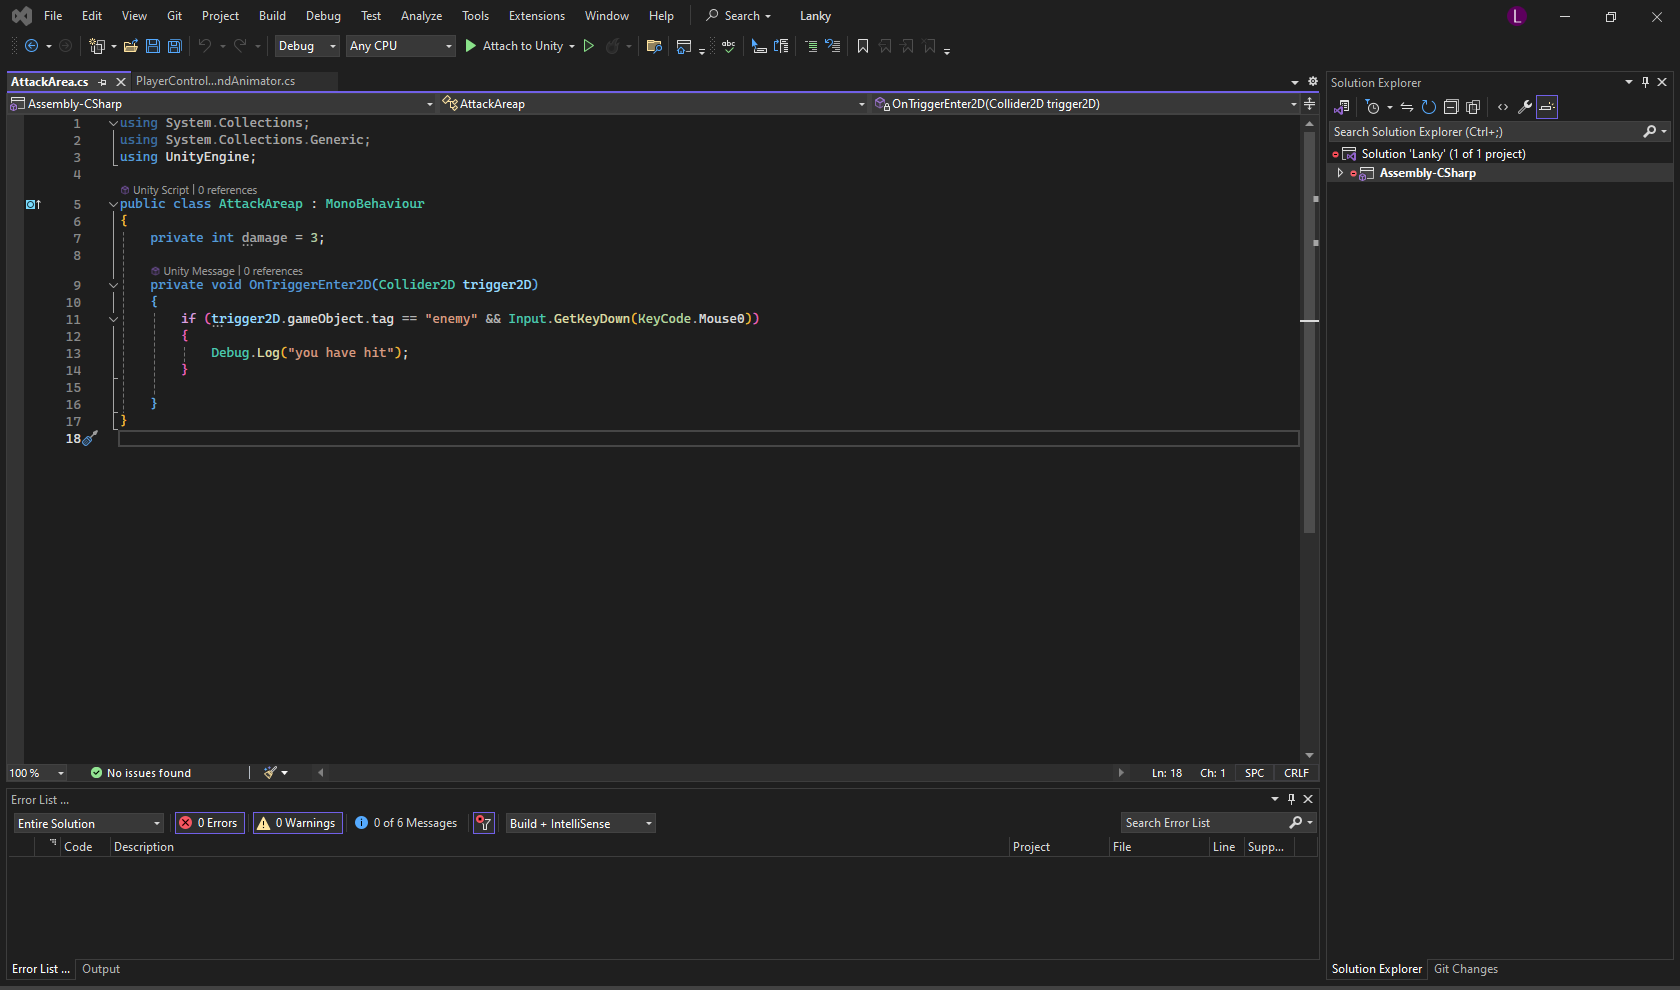 File Edit View Git Project Build Debug Test Analyze Tools Extensions Window Help Search Lanky L
Debug Any CPU Attach to Unity abc
AttackArea.cs PlayerControl...ndAnimator.cs
Assembly-CSharp AttackAreap OnTriggerEnter2D(Collider2D trigger2D)
1 using System.Collections;
2 using System.Collections.Generic;
3 using UnityEngine;
4
Unity Script | 0 references
5 public class AttackAreap : MonoBehaviour
6 {
7 private int damage = 3;
8
Unity Message | 0 references
9 private void OnTriggerEnter2D(Collider2D trigger2D)
10 {
11 if (trigger2D.gameObject.tag == "enemy" && Input.GetKeyDown(KeyCode.Mouse0))
12 {
13 Debug.Log("you have hit");
14 }
15
16 }
17 }
18
100 % No issues found Ln: 18 Ch: 1 SPC CRLF
Error List ...
Entire Solution 0 Errors 0 Warnings 0 of 6 Messages Build + IntelliSense Search Error List
Code Description Project File Line Supp...
Error List ... Output
Solution Explorer
Search Solution Explorer (Ctrl+;)
Solution 'Lanky' (1 of 1 project)
Assembly-CSharp
Solution Explorer Git Changes